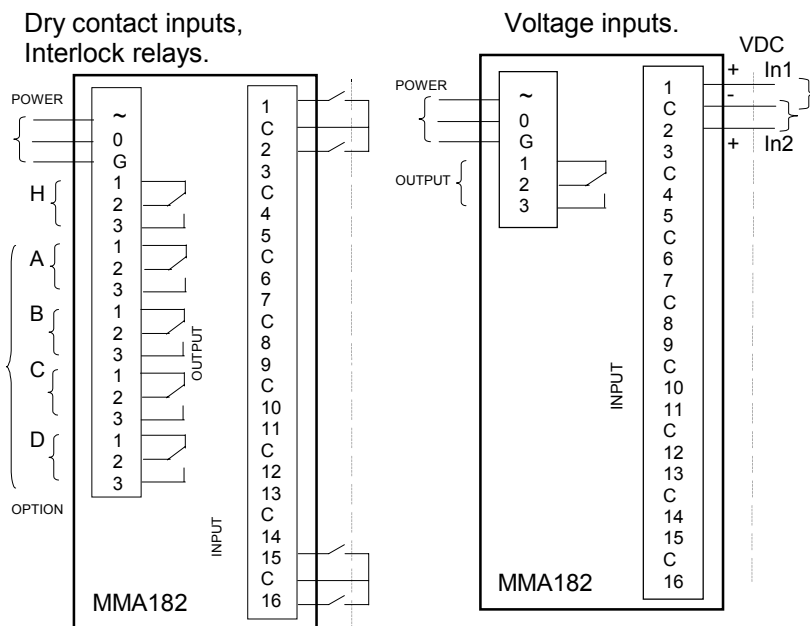 Dry contact inputs,
Interlock relays.
POWER
~
0
G
H
1
2
3
A
1
2
3
B
1
2
3
C
1
2
3
D
1
2
3
OPTION
OUTPUT
INPUT
1
C
2
3
C
4
5
C
6
7
C
8
9
C
10
11
C
12
13
C
14
15
C
16
MMA182
Voltage inputs.
VDC
POWER
~
0
G
OUTPUT
1
2
3
INPUT
1
C
2
3
C
4
5
C
6
7
C
8
9
C
10
11
C
12
13
C
14
15
C
16
+ In1
-
+ In2
MMA182